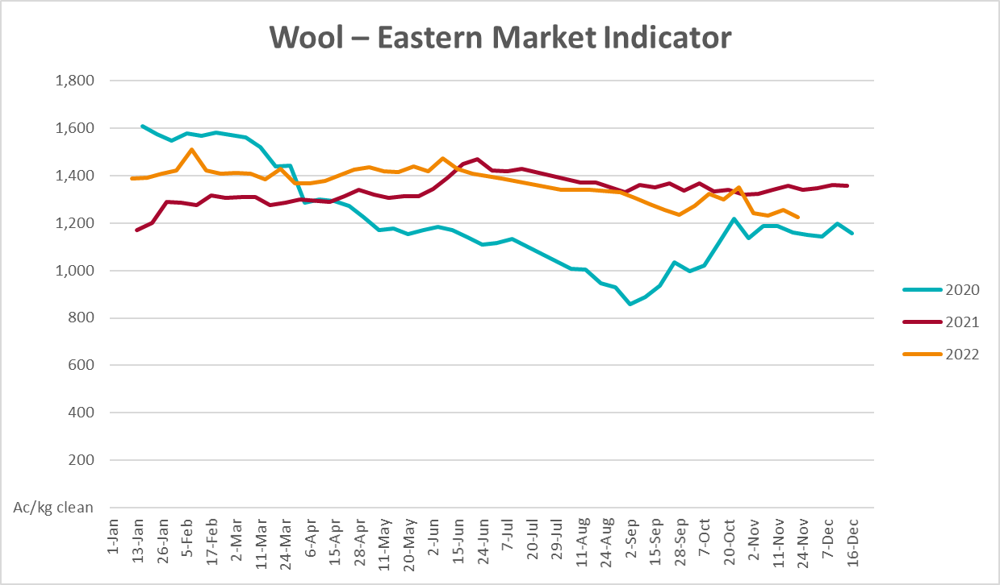 Wool – Eastern Market Indicator
1,800
1,600
1,400
1,200
1,000
800
600
400
200
Ac/kg clean
1-Jan
13-Jan
26-Jan
5-Feb
17-Feb
2-Mar
11-Mar
24-Mar
6-Apr
15-Apr
28-Apr
11-May
20-May
2-Jun
15-Jun
24-Jun
7-Jul
20-Jul
29-Jul
11-Aug
24-Aug
2-Sep
15-Sep
28-Sep
7-Oct
20-Oct
2-Nov
11-Nov
24-Nov
7-Dec
16-Dec
2020
2021
2022